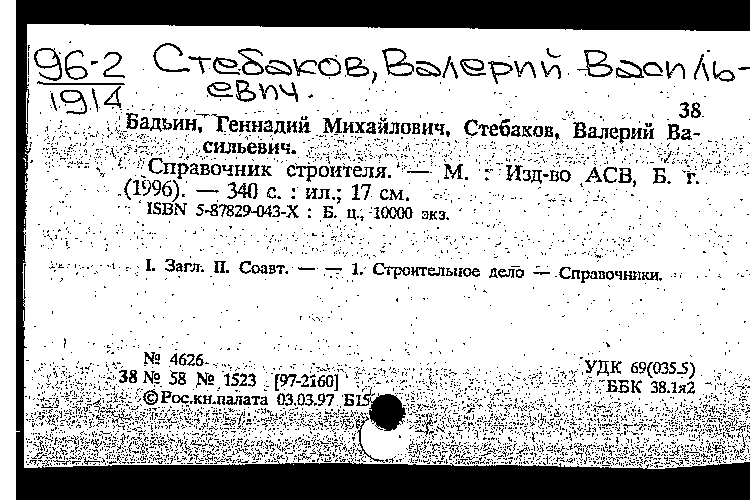 96-2 Стебаков, Валерий Василь-
1914 евич.
38
Бадьин, Геннадий Михайлович, Стебаков, Валерий Ва-
сильевич.
Справочник строителя. — М. : Изд-во АСВ, Б. г.
(1996). — 340 с. : ил.; 17 см.
ISBN 5-87829-043-X : Б. ц., 10000 экз.
I. Загл. II. Соавт. — — 1. Строительное дело — Справочники.
№ 4626
УДК 69(035.5)
38 № 58 № 1523 [97-2160]
ББК 38.1я2
© Рос.кн.палата 03.03.97 Б15